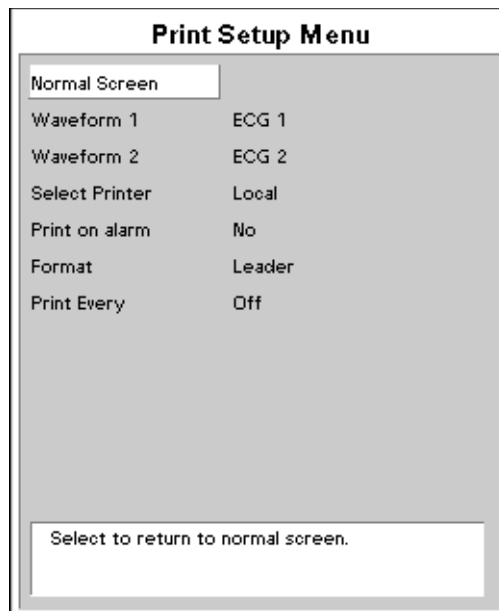 Print Setup Menu
Normal Screen
Waveform 1 ECG 1
Waveform 2 ECG 2
Select Printer Local
Print on alarm No
Format Leader
Print Every Off
Select to return to normal screen.